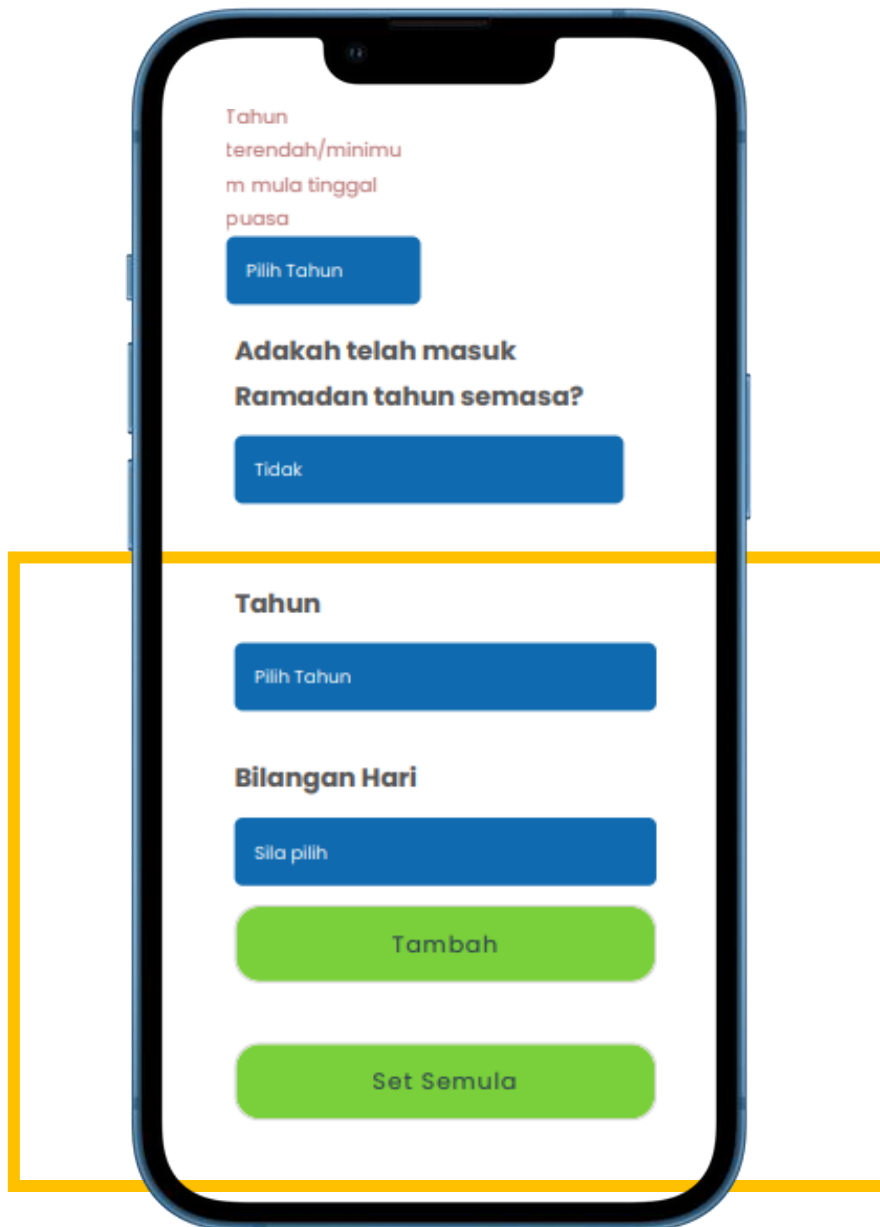 Tahun
terendah/minimu
m mula tinggal
puasa
Pilih Tahun
Adakah telah masuk
Ramadan tahun semasa?
Tidak
Tahun
Pilih Tahun
Bilangan Hari
Sila pilih
Tambah
Set Semula